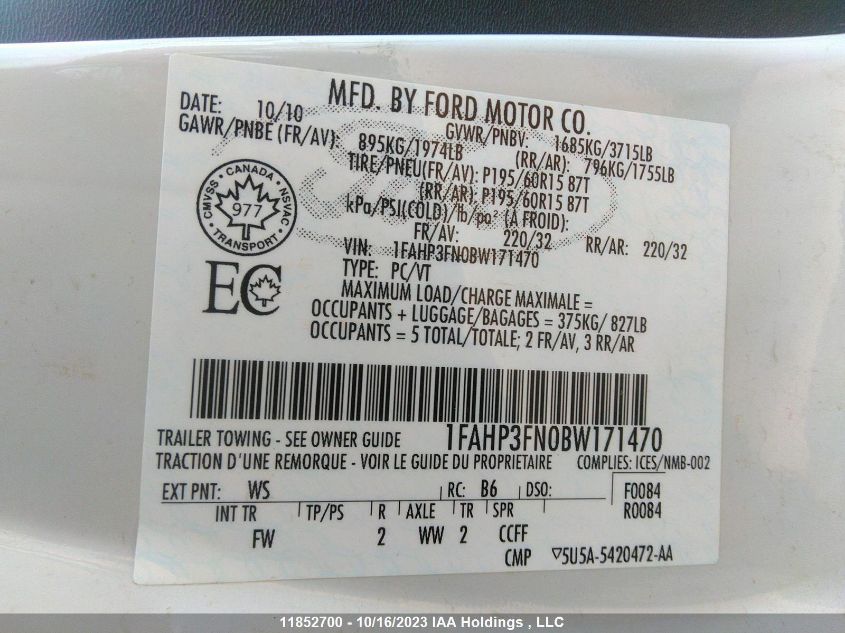 MFD. BY FORD MOTOR CO.
DATE: 10/10 GVWR/PNBV: 1685KG/3715LB
GAWR/PNBE (FR/AV): 895KG/1974LB (RR/AR): 796KG/1755LB
TIRE/PNEU(FR/AV): P195/60R15 87T
(RR/AR): P195/60R15 87T
kPa/PSI(COLD)/lb/po² (À FROID):
FR/AV: 220/32 RR/AR: 220/32
VIN: 1FAHP3FN0BW171470
TYPE: PC/VT
CMVSS • CANADA • NSVAC • TRANSPORT •
977
EC
MAXIMUM LOAD/CHARGE MAXIMALE =
OCCUPANTS + LUGGAGE/BAGAGES = 375KG/ 827LB
OCCUPANTS = 5 TOTAL/TOTALE; 2 FR/AV, 3 RR/AR
TRAILER TOWING - SEE OWNER GUIDE 1FAHP3FN0BW171470
TRACTION D'UNE REMORQUE - VOIR LE GUIDE DU PROPRIETAIRE COMPLIES: ICES/NMB-002
EXT PNT: WS RC: B6 DSO: F0084
INT TR TP/PS R AXLE TR SPR R0084
FW 2 WW 2 CCFF
CMP ▽5U5A-5420472-AA
11852700 - 10/16/2023 IAA Holdings , LLC